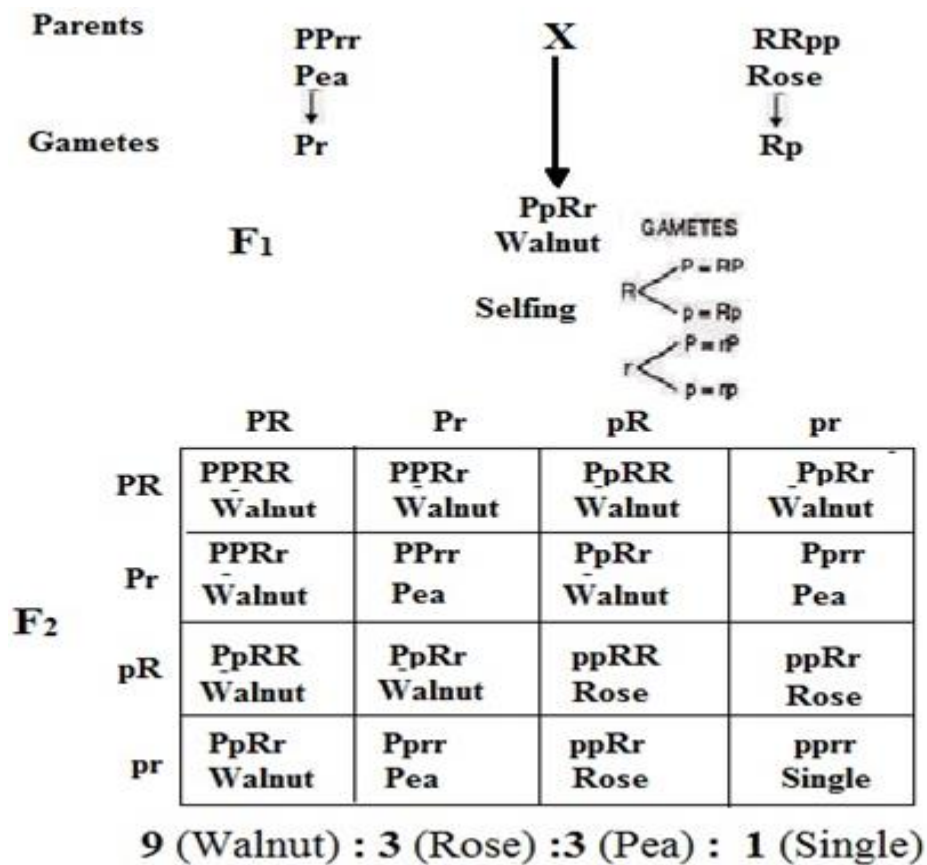 Parents
PPrr X RRpp
Pea Rose
Gametes Pr Rp
PpRr
F1 Walnut
GAMETES
R P = RP
p = Rp
Selfing
r P = rP
p = rp
PR Pr pR pr
PR PPRR PPRr PpRR PpRr
Walnut Walnut Walnut Walnut
Pr PPRr PPrr PpRr Pprr
Walnut Pea Walnut Pea
F2
pR PpRR PpRr ppRR ppRr
Walnut Walnut Rose Rose
pr PpRr Pprr ppRr pprr
Walnut Pea Rose Single
9 (Walnut) : 3 (Rose) :3 (Pea) : 1 (Single)